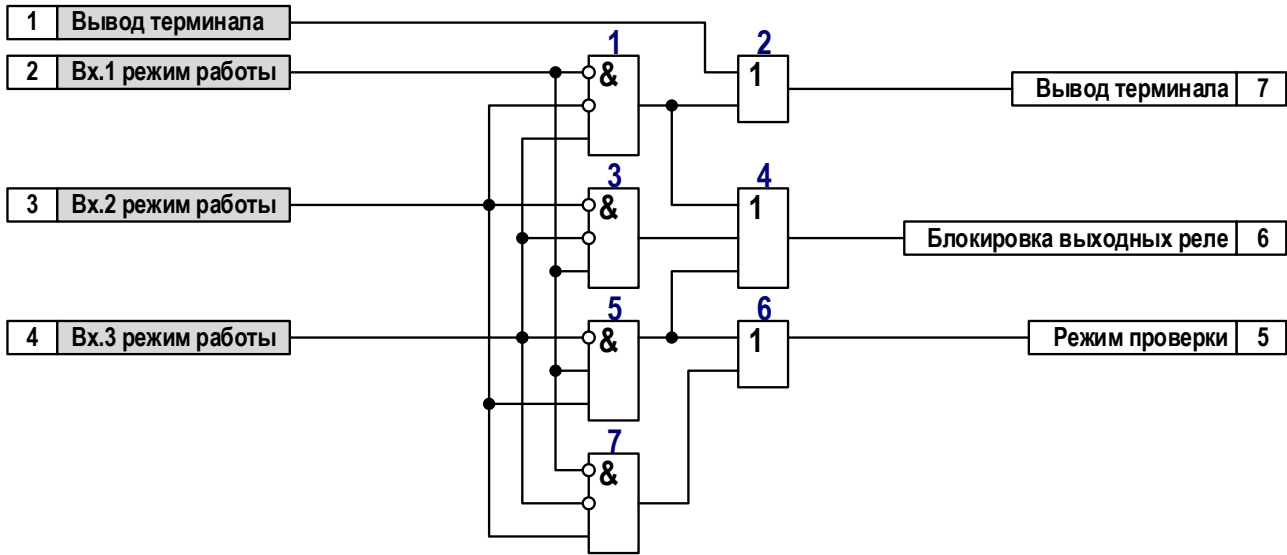 1 Вывод терминала
1 2
2 Вх.1 режим работы
& 1
Вывод терминала 7
3 4
3 Вх.2 режим работы
& 1
Блокировка выходных реле 6
5 6
4 Вх.3 режим работы
& 1
Режим проверки 5
7
&